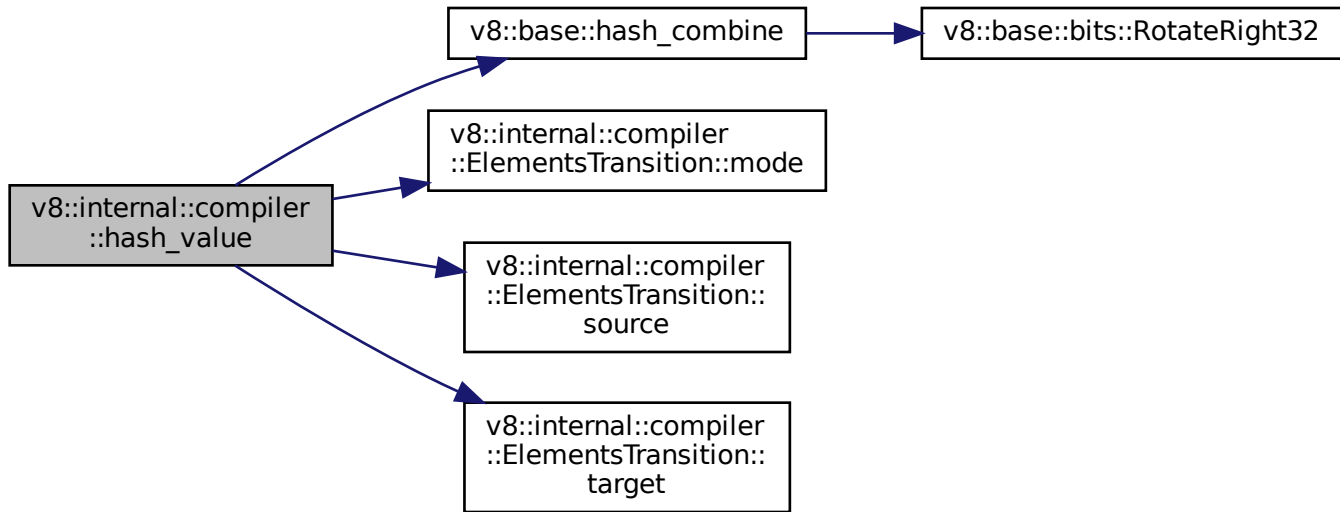 v8::base::hash_combine
v8::base::bits::RotateRight32
v8::internal::compiler
::ElementsTransition::mode
v8::internal::compiler
::hash_value
v8::internal::compiler
::ElementsTransition::
source
v8::internal::compiler
::ElementsTransition::
target